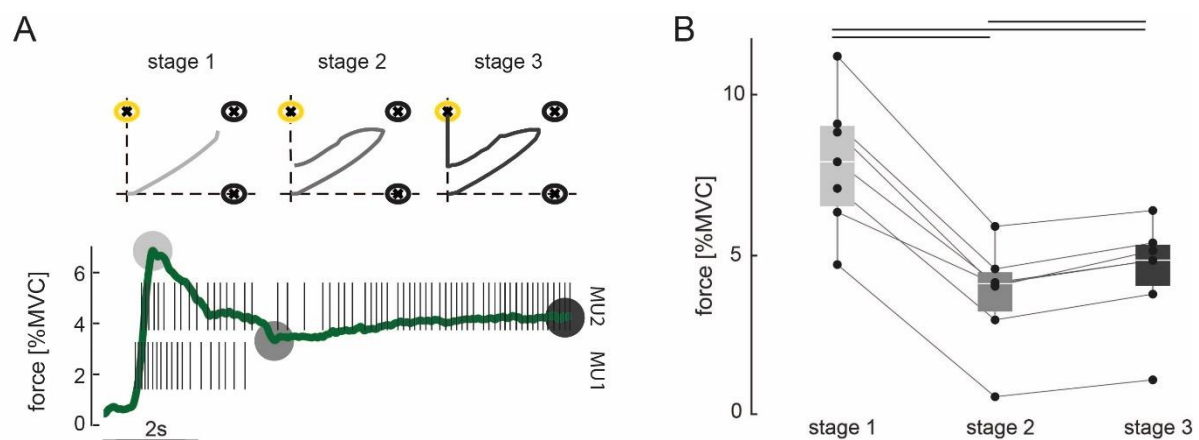 A
stage 1 stage 2 stage 3
force [%MVC]
6
4
2
0
2s
MU2
MU1
B
force [%MVC]
10
5
0
stage 1 stage 2 stage 3